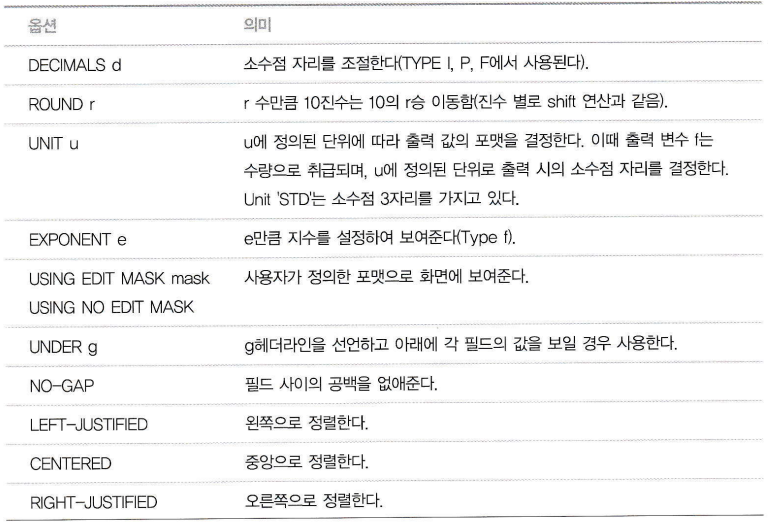 옵션 의미
DECIMALS d 소수점 자리를 조절한다(TYPE I, P, F에서 사용된다).
ROUND r r 수만큼 10진수는 10의 r승 이동함(진수 별로 shift 연산과 같음).
UNIT u u에 정의된 단위에 따라 출력 값의 포맷을 결정한다. 이때 출력 변수 f는
수량으로 취급되며, u에 정의된 단위로 출력 시의 소수점 자리를 결정한다.
Unit 'STD'는 소수점 3자리를 가지고 있다.
EXPONENT e e만큼 지수를 설정하여 보여준다(Type f).
USING EDIT MASK mask 사용자가 정의한 포맷으로 화면에 보여준다.
USING NO EDIT MASK
UNDER g g헤더라인을 선언하고 아래에 각 필드의 값을 보일 경우 사용한다.
NO-GAP 필드 사이의 공백을 없애준다.
LEFT-JUSTIFIED 왼쪽으로 정렬한다.
CENTERED 중앙으로 정렬한다.
RIGHT-JUSTIFIED 오른쪽으로 정렬한다.